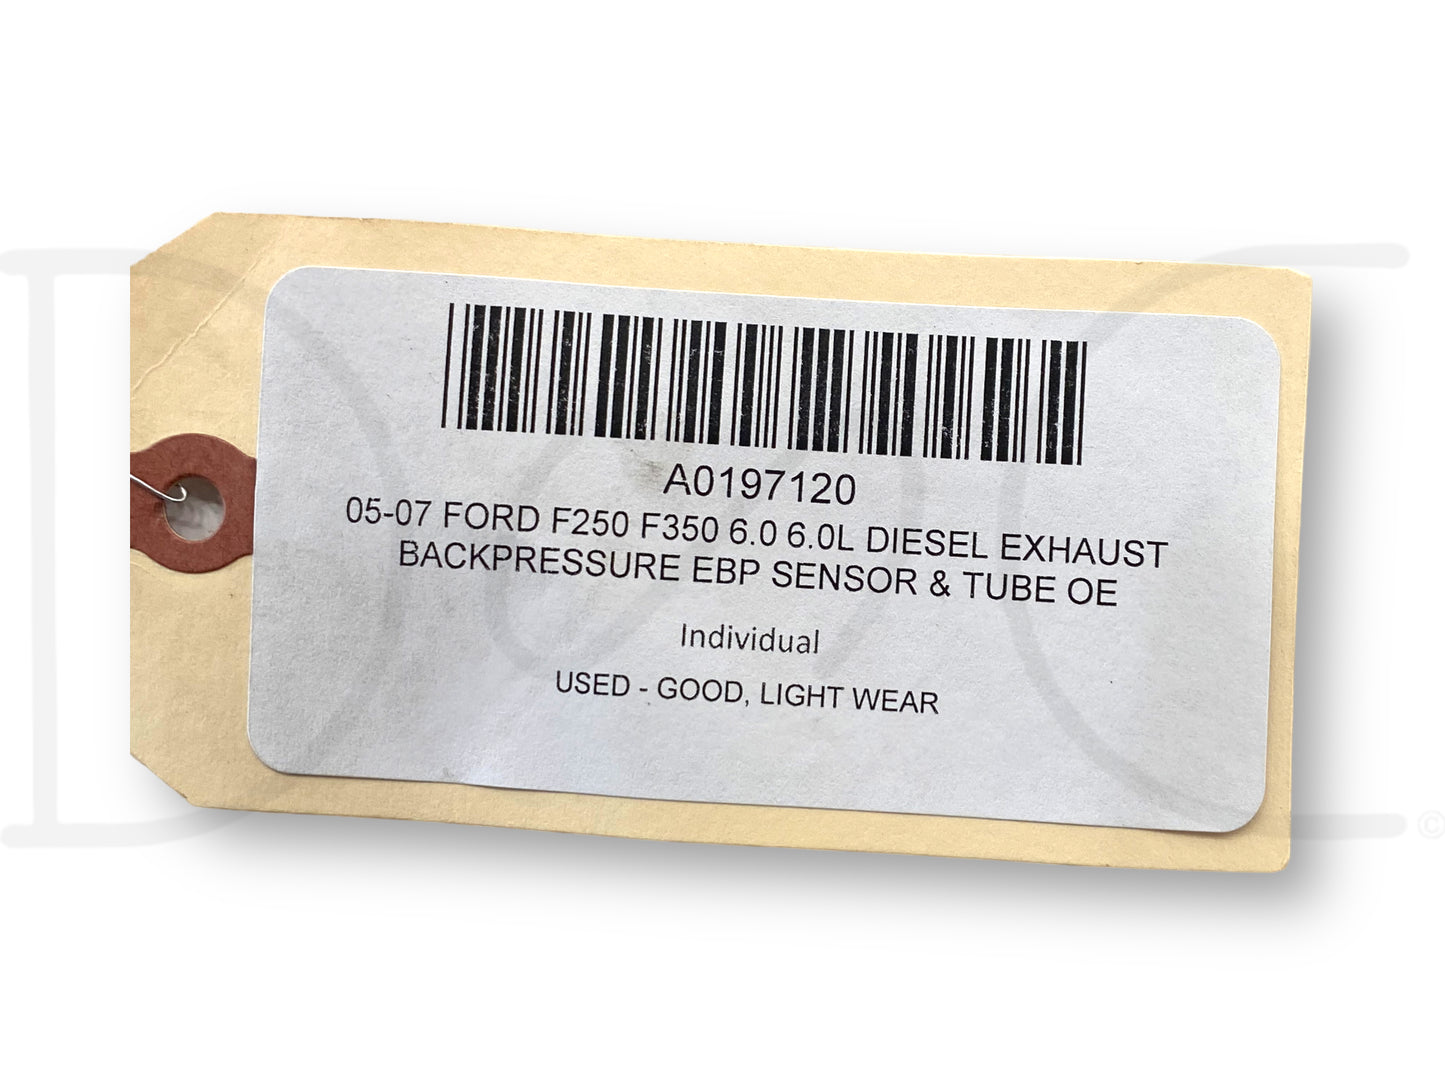 A0197120
05-07 FORD F250 F350 6.0 6.0L DIESEL EXHAUST
BACKPRESSURE EBP SENSOR & TUBE OE
Individual
USED - GOOD, LIGHT WEAR
©